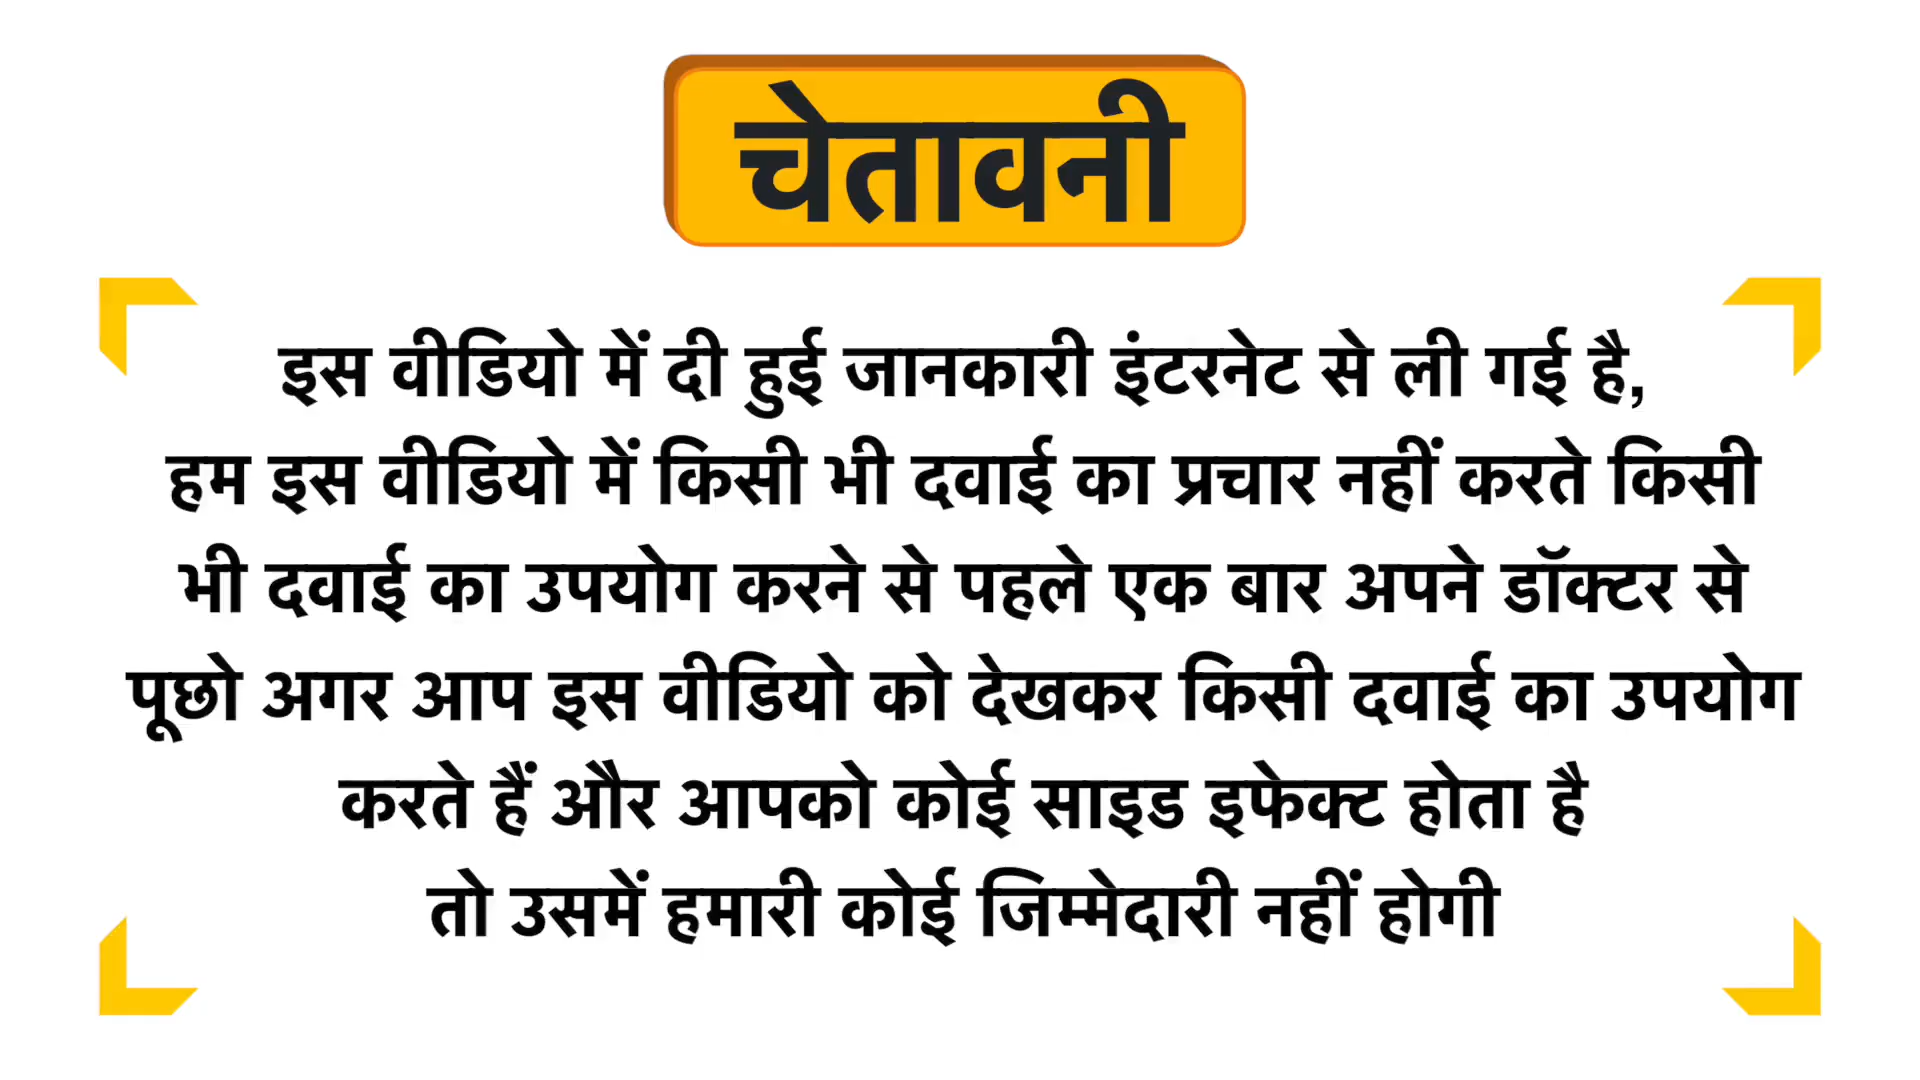 चेतावनी
इस वीडियो में दी हुई जानकारी इंटरनेट से ली गई है,
हम इस वीडियो में किसी भी दवाई का प्रचार नहीं करते किसी
भी दवाई का उपयोग करने से पहले एक बार अपने डॉक्टर से
पूछो अगर आप इस वीडियो को देखकर किसी दवाई का उपयोग
करते हैं और आपको कोई साइड इफेक्ट होता है
तो उसमें हमारी कोई जिम्मेदारी नहीं होगी